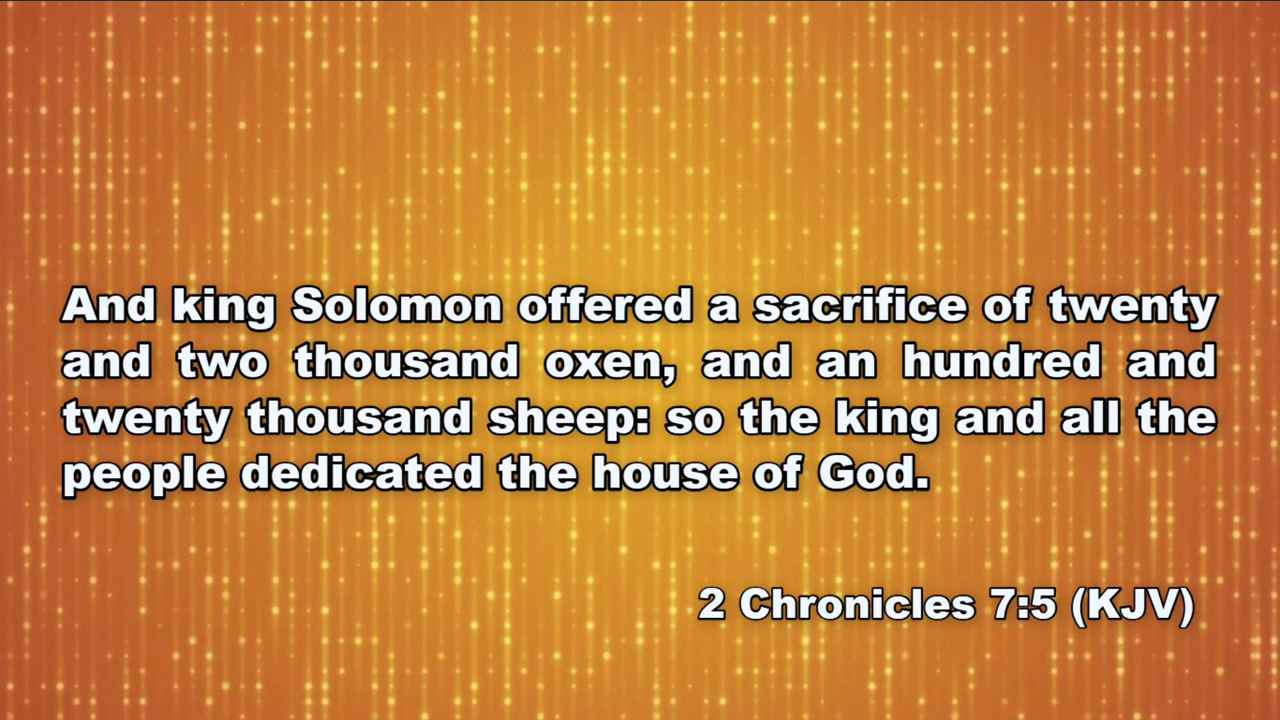 And king Solomon offered a sacrifice of twenty
and two thousand oxen, and an hundred and
twenty thousand sheep: so the king and all the
people dedicated the house of God.
2 Chronicles 7:5 (KJV)